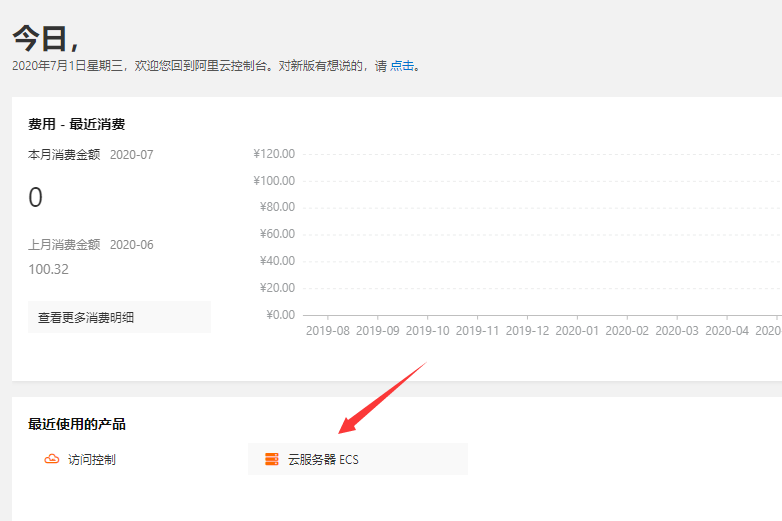 今日，
2020年7月1日星期三，欢迎您回到阿里云控制台。对新版有想说的，请 点击。
费用 - 最近消费
本月消费金额 2020-07
0
上月消费金额 2020-06
100.32
查看更多消费明细
¥120.00
¥100.00
¥80.00
¥60.00
¥40.00
¥20.00
¥0.00
2019-08 2019-09 2019-10 2019-11 2019-12 2020-01 2020-02 2020-03 2020-04 2020-
最近使用的产品
访问控制 云服务器 ECS